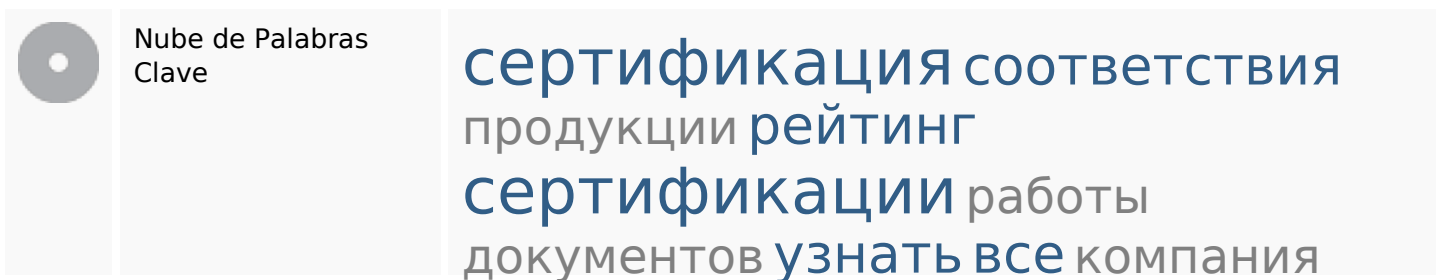 Nube de Palabras
Clave
сертификация соответствия
продукции рейтинг
сертификации работы
документов узнать все компания